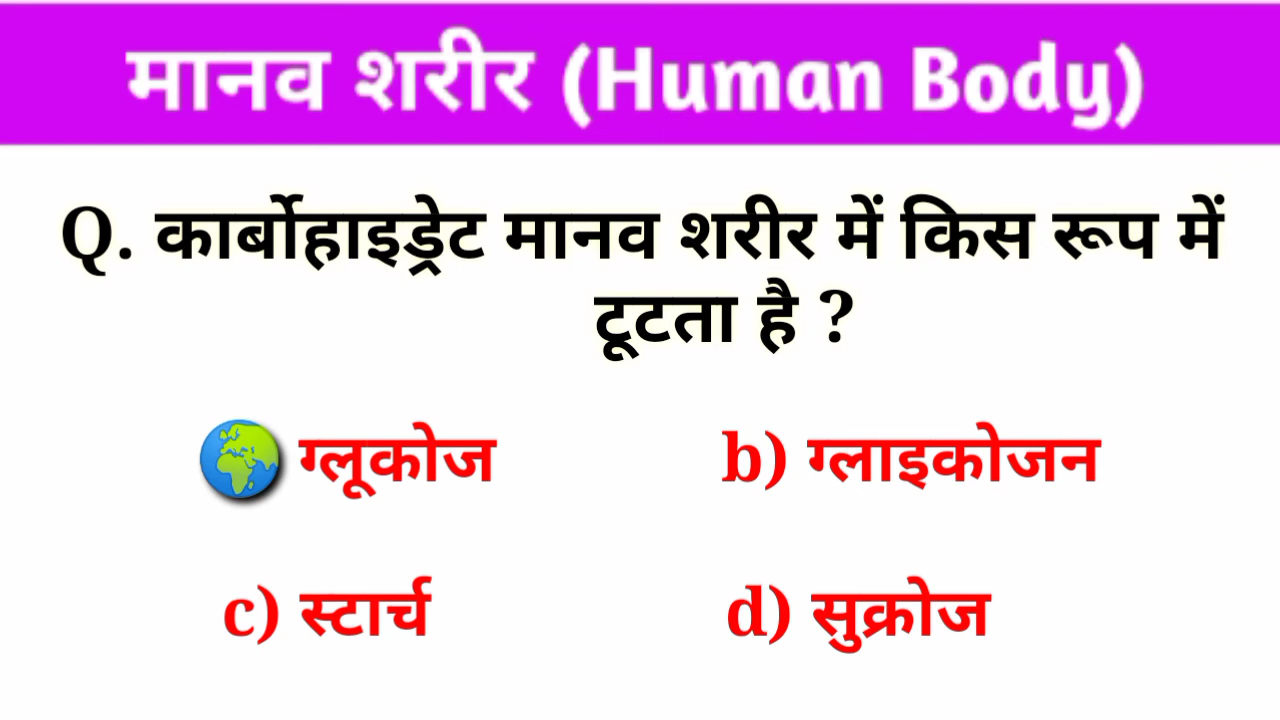 मानव शरीर (Human Body)
Q. कार्बोहाइड्रेट मानव शरीर में किस रूप में
टूटता है ?
ग्लूकोज b) ग्लाइकोजन
c) स्टार्च d) सुक्रोज